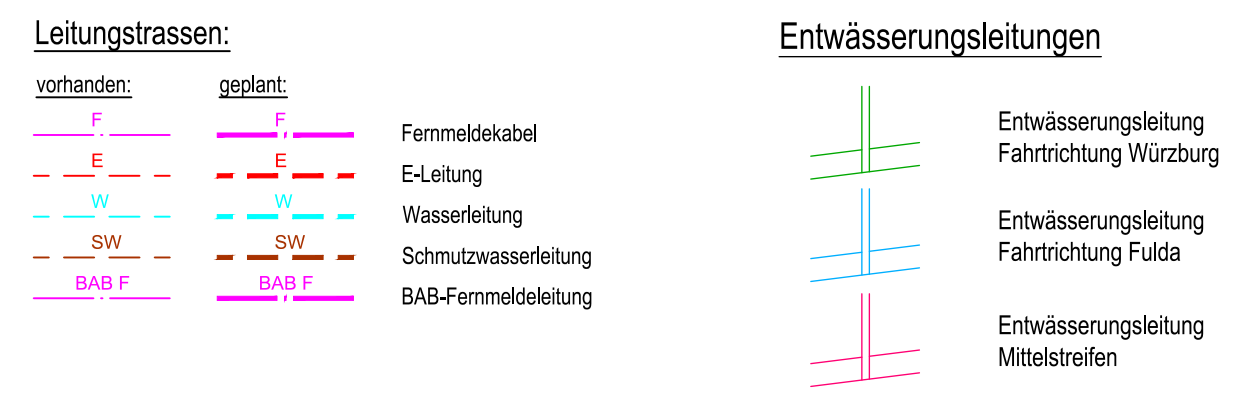 Leitungstrassen:
vorhanden: geplant:
F F Fernmeldekabel
E E E-Leitung
W W Wasserleitung
SW SW Schmutzwasserleitung
BAB F BAB F BAB-Fernmeldeleitung
Entwässerungsleitungen
Entwässerungsleitung
Fahrtrichtung Würzburg
Entwässerungsleitung
Fahrtrichtung Fulda
Entwässerungsleitung
Mittelstreifen